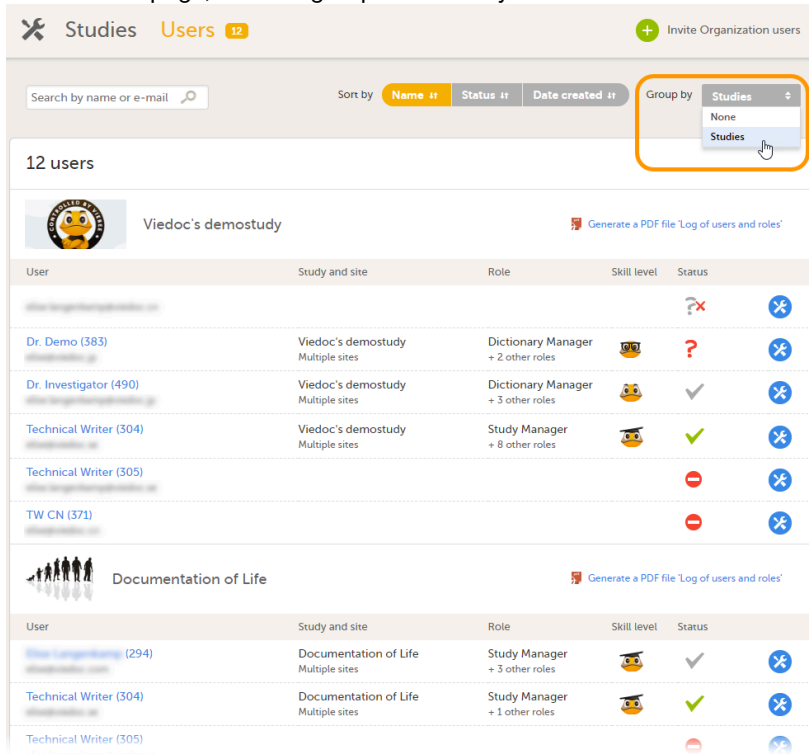 Studies Users 12 Invite Organization users
Search by name or e-mail Sort by Name Status Date created Group by Studies
None
Studies
12 users
CONTROLLED BY Viedoc's demostudy Generate a PDF file 'Log of users and roles'
User Study and site Role Skill level Status
Dr. Demo (383) Viedoc's demostudy Dictionary Manager
Multiple sites + 2 other roles
Dr. Investigator (490) Viedoc's demostudy Dictionary Manager
Multiple sites + 3 other roles
Technical Writer (304) Viedoc's demostudy Study Manager
Multiple sites + 8 other roles
Technical Writer (305)
TW CN (371)
Documentation of Life Generate a PDF file 'Log of users and roles'
User Study and site Role Skill level Status
(294) Documentation of Life Study Manager
Multiple sites + 3 other roles
Technical Writer (304) Documentation of Life Study Manager
Multiple sites + 1 other roles
Technical Writer (305)